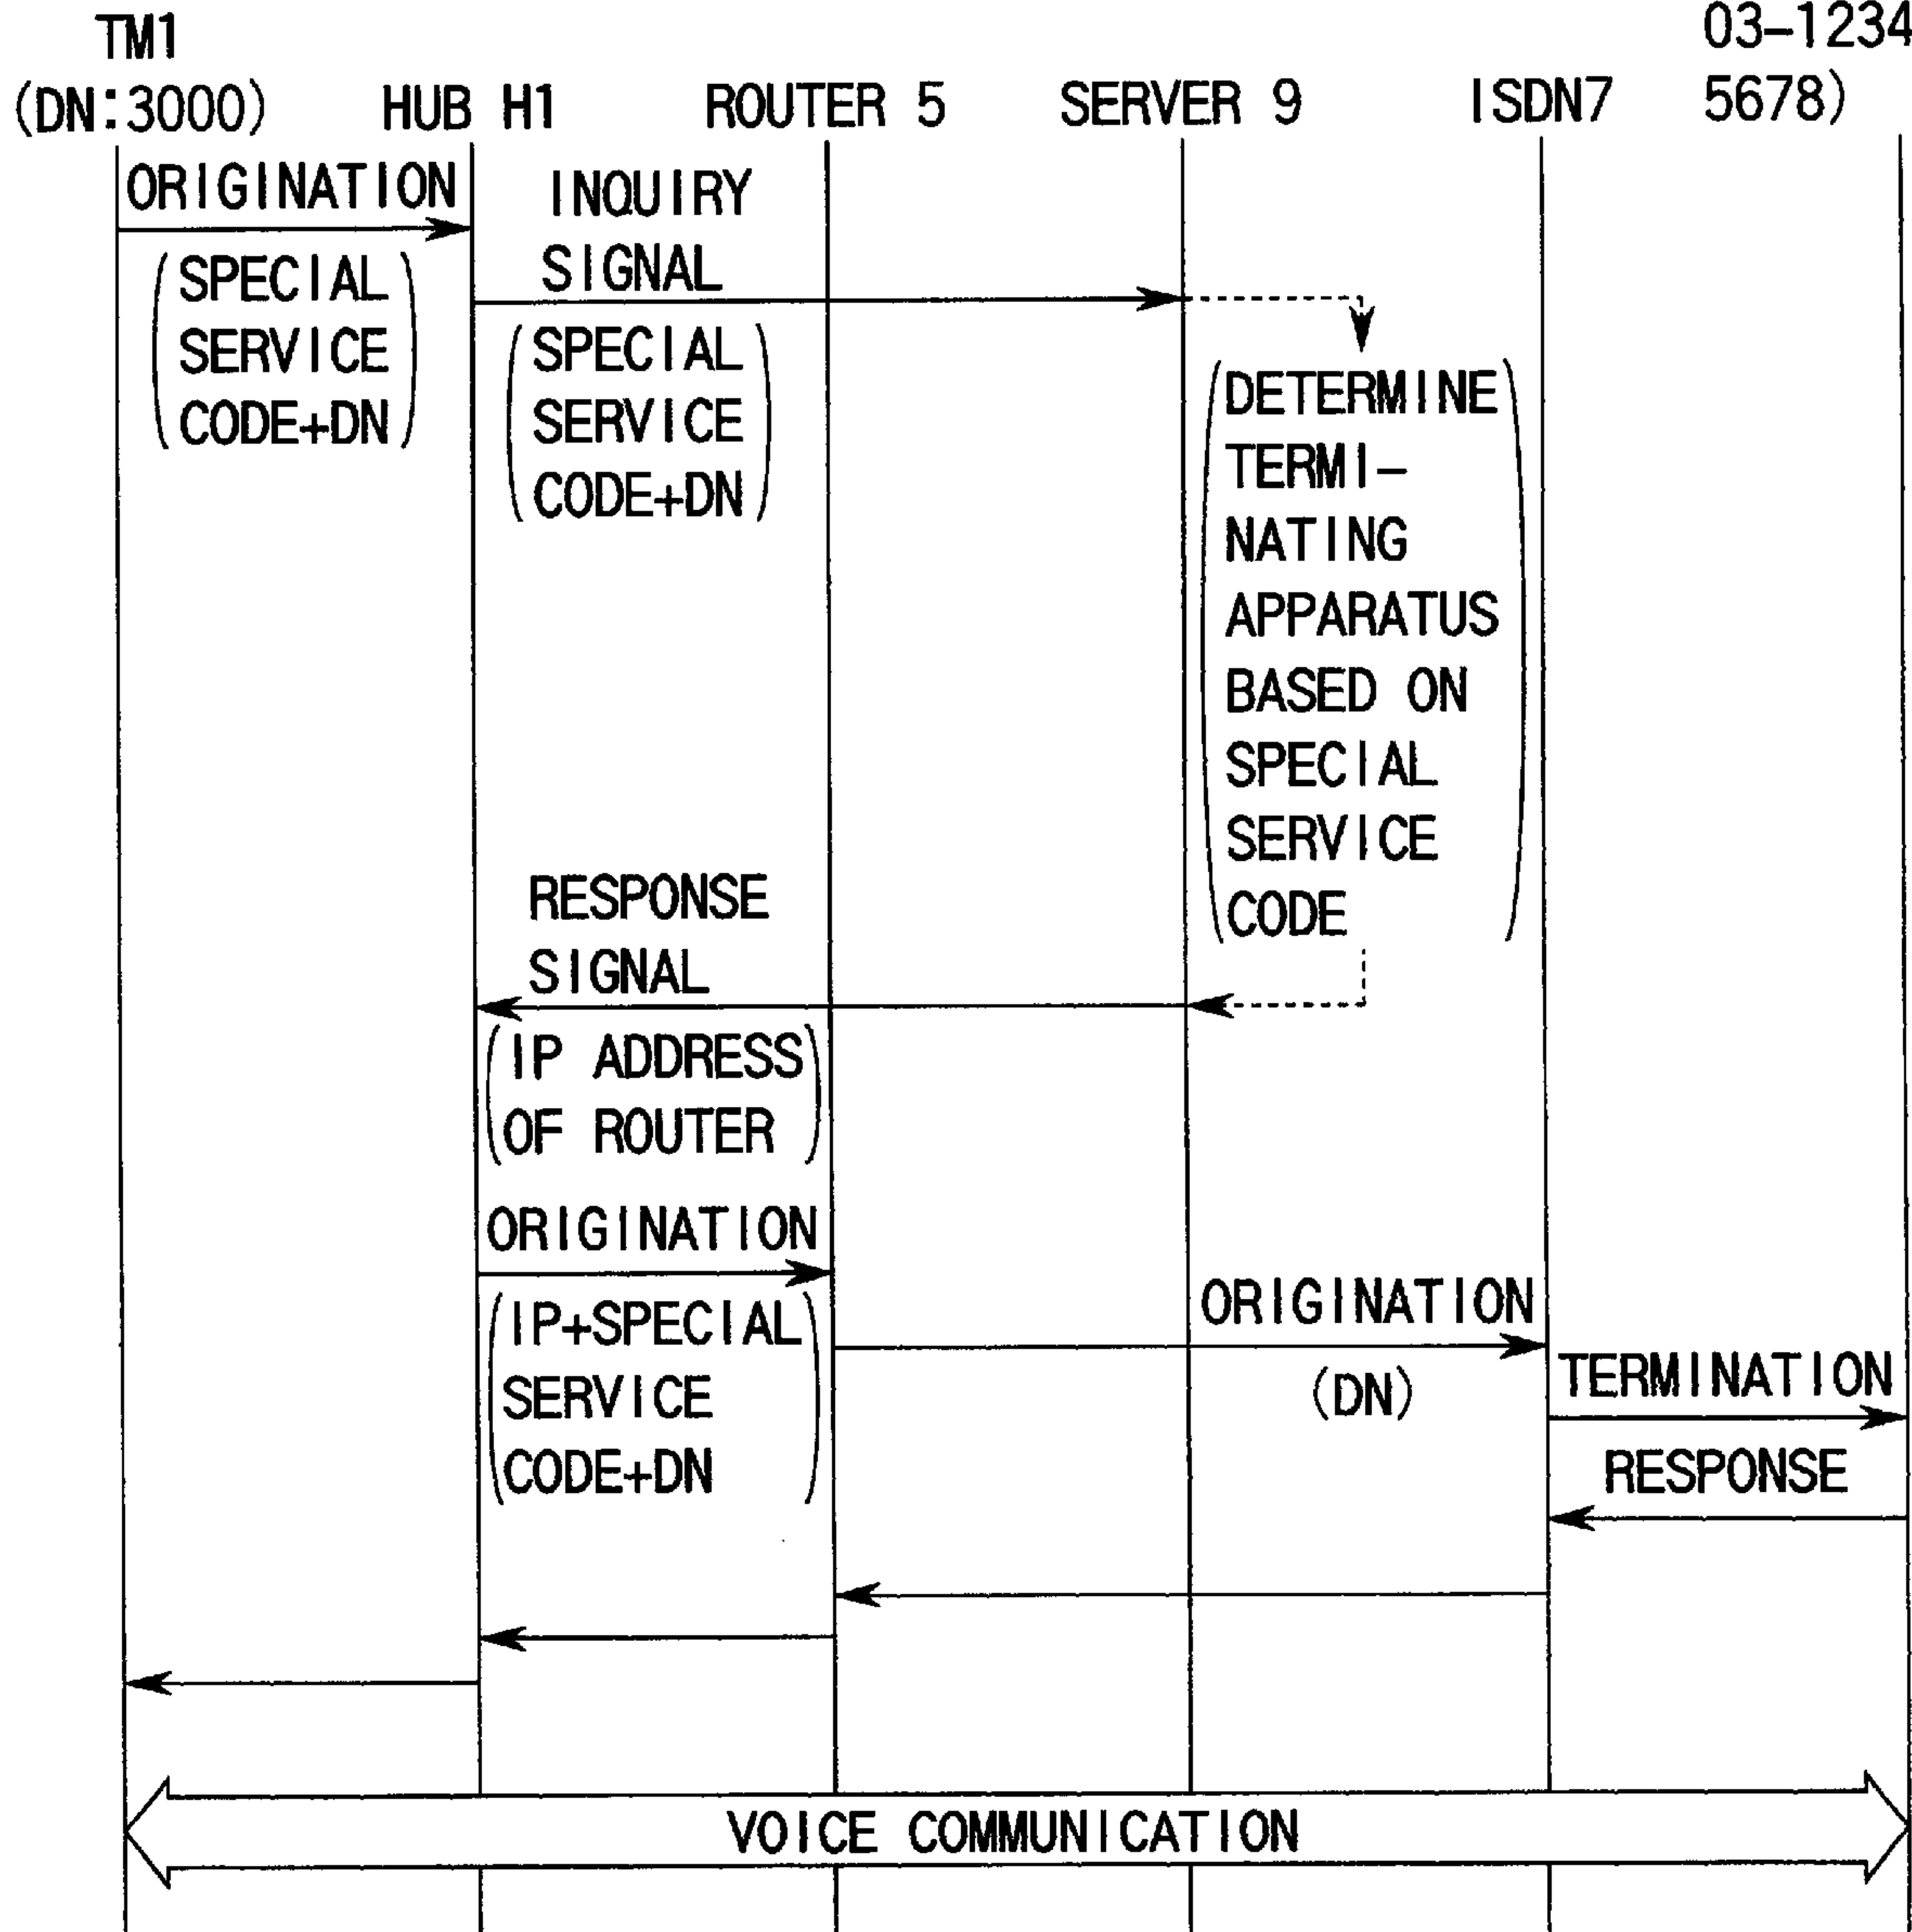 TM1
(DN:3000)
HUB H1
ROUTER 5
SERVER 9
ISDN7
03-1234
5678)
ORIGINATION
(SPECIAL
SERVICE
CODE+DN)
INQUIRY
SIGNAL
(SPECIAL
SERVICE
CODE+DN)
(DETERMINE
TERMI-
NATING
APPARATUS
BASED ON
SPECIAL
SERVICE
CODE)
RESPONSE
SIGNAL
(IP ADDRESS
OF ROUTER)
ORIGINATION
(IP+SPECIAL
SERVICE
CODE+DN)
ORIGINATION
(DN)
TERMINATION
RESPONSE
VOICE COMMUNICATION